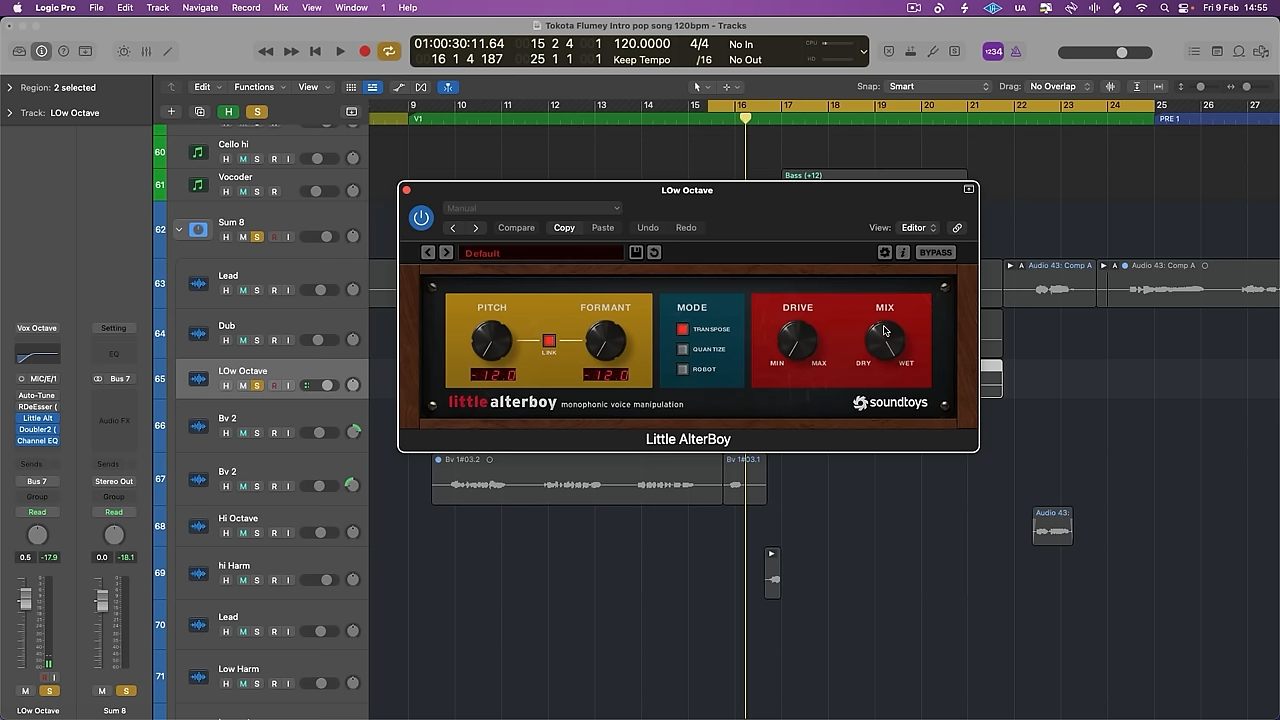 Logic Pro File Edit Track Navigate Record Mix View Window 1 Help UA Fri 9 Feb 14:55
Tokota Flumey Intro pop song 120bpm - Tracks
01:00:30:11.64 15 2 4 1 120.0000 4/4 No In CPU
16 1 4 187 25 1 1 1 Keep Tempo /16 No Out HD
1234
Region: 2 selected Edit Functions View Snap: Smart Drag: No Overlap
Track: LOw Octave H S 9 10 11 12 13 14 15 16 17 18 19 20 21 22 23 24 25 26 27
V1 PRE 1
60 Cello hi
H M S R I
61 Vocoder
H M S R
Bass (+12)
62 Sum 8
H M S R I
63 Lead
H M S R I
A Audio 43: Comp A A Audio 43: Comp A
64 Dub
H M S R I
65 LOw Octave
H M S R I
66 Bv 2
H M S R I
67 Bv 2
H M S R I
Bv 1#03.2 Bv 1#03.1
68 Hi Octave
H M S R I
Audio 43:
69 hi Harm
H M S R I
70 Lead
H M S R I
71 Low Harm
H M S R I
LOw Octave
Manual
Compare Copy Paste Undo Redo View: Editor
Default BYPASS
PITCH FORMANT MODE DRIVE MIX
TRANSPOSE
LINK QUANTIZE
MIN MAX DRY WET
-12.0 -12.0 ROBOT
little alterboy monophonic voice manipulation soundtoys
Little AlterBoy
Vox Octave Setting
EQ
MIC/E/1 Bus 7
Auto-Tune
RDeEsser (
Little Alt
Doubler2 (
Channel EQ
Audio FX
Sends Sends
Bus 7 Stereo Out
Group Group
Read Read
0.5 -17.9 0.0 -18.1
R I
M S M S
LOw Octave Sum 8